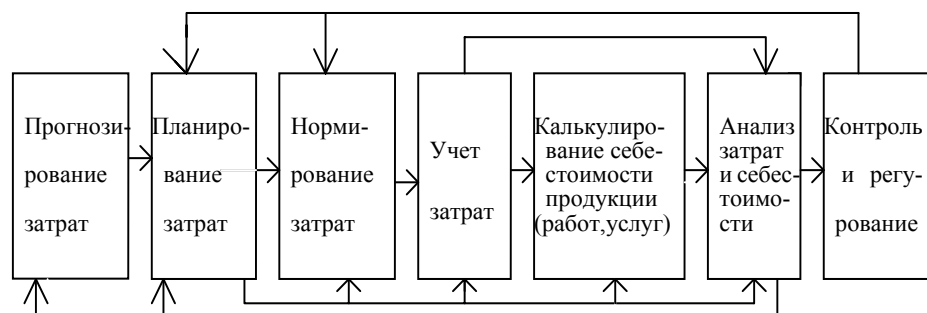 Прогнози-
рование
затрат
Планиро-
вание
затрат
Норми-
рование
затрат
Учет
затрат
Калькулиро-
вание себе-
стоимости
продукции
(работ,услуг)
Анализ
затрат
и себес-
тоимо-
сти
Контроль
и регу-
рование